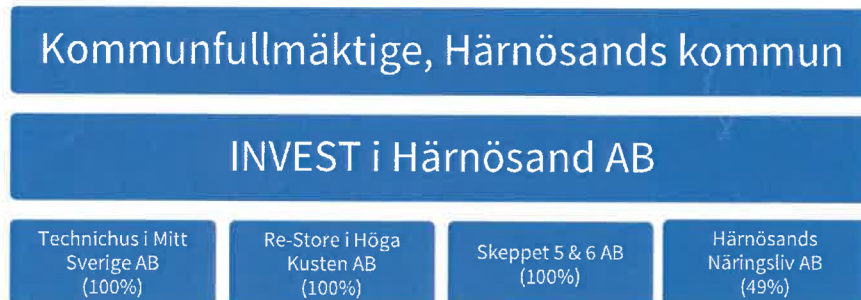 Kommunfullmäktige, Härnösands kommun
INVEST i Härnösand AB
Technichus i Mitt
Sverige AB
(100%)
Re-Store i Höga
Kusten AB
(100%)
Skeppet 5 & 6 AB
(100%)
Härnösands
Näringsliv AB
(49%)